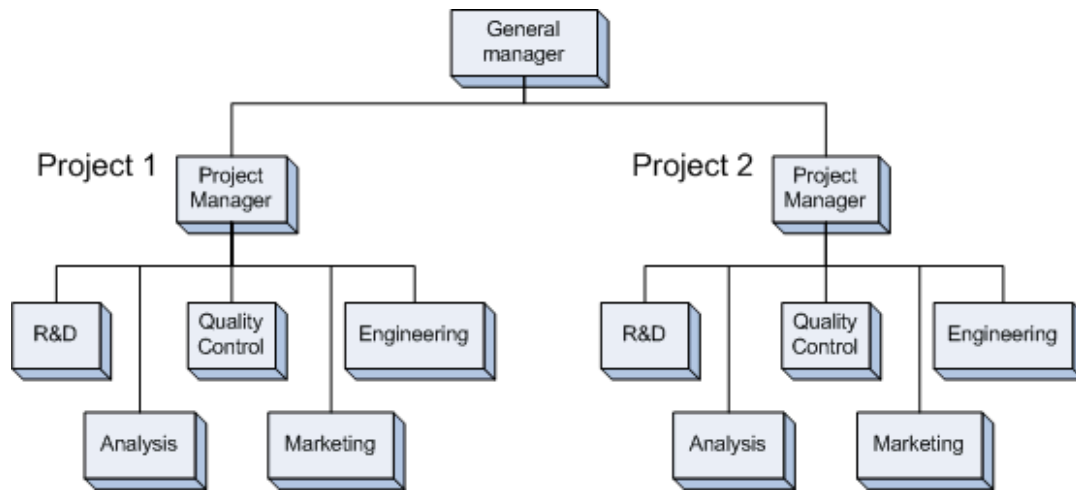 General
manager
Project 1
Project
Manager
Project 2
Project
Manager
R&D
Quality
Control
Engineering
R&D
Quality
Control
Engineering
Analysis
Marketing
Analysis
Marketing